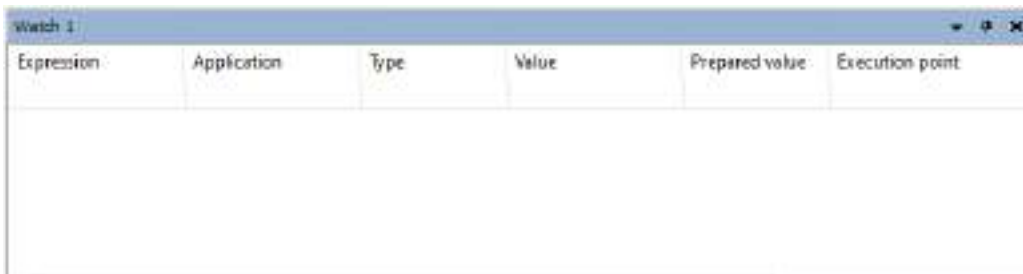 Watch 1
Expression Application Type Value Prepared value Execution point